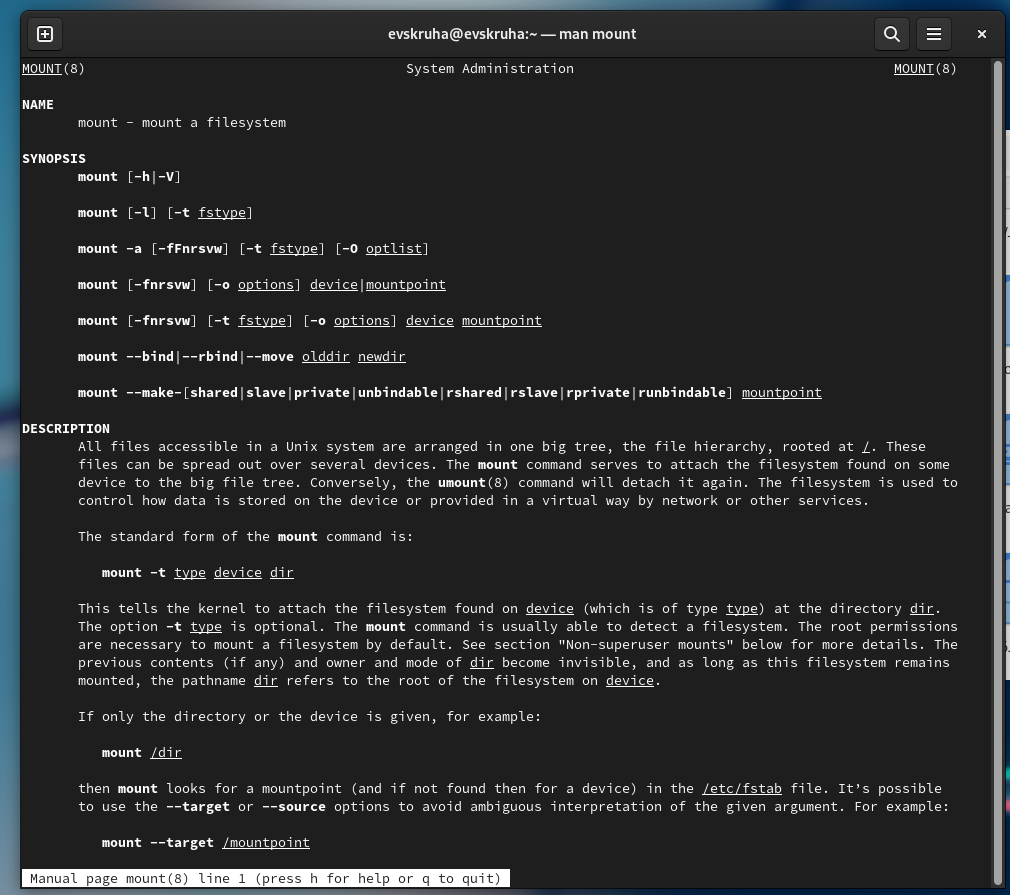 evskruha@evskruha:~ — man mount
MOUNT(8) System Administration MOUNT(8)
NAME
mount - mount a filesystem
SYNOPSIS
mount [-h|-V]
mount [-l] [-t fstype]
mount -a [-fFnrsvw] [-t fstype] [-O optlist]
mount [-fnrsvw] [-o options] device|mountpoint
mount [-fnrsvw] [-t fstype] [-o options] device mountpoint
mount --bind|--rbind|--move olddir newdir
mount --make-[shared|slave|private|unbindable|rshared|rslave|rprivate|runbindable] mountpoint
DESCRIPTION
All files accessible in a Unix system are arranged in one big tree, the file hierarchy, rooted at /. These
files can be spread out over several devices. The mount command serves to attach the filesystem found on some
device to the big file tree. Conversely, the umount(8) command will detach it again. The filesystem is used to
control how data is stored on the device or provided in a virtual way by network or other services.
The standard form of the mount command is:
mount -t type device dir
This tells the kernel to attach the filesystem found on device (which is of type type) at the directory dir.
The option -t type is optional. The mount command is usually able to detect a filesystem. The root permissions
are necessary to mount a filesystem by default. See section "Non-superuser mounts" below for more details. The
previous contents (if any) and owner and mode of dir become invisible, and as long as this filesystem remains
mounted, the pathname dir refers to the root of the filesystem on device.
If only the directory or the device is given, for example:
mount /dir
then mount looks for a mountpoint (and if not found then for a device) in the /etc/fstab file. It’s possible
to use the --target or --source options to avoid ambiguous interpretation of the given argument. For example:
mount --target /mountpoint
Manual page mount(8) line 1 (press h for help or q to quit)